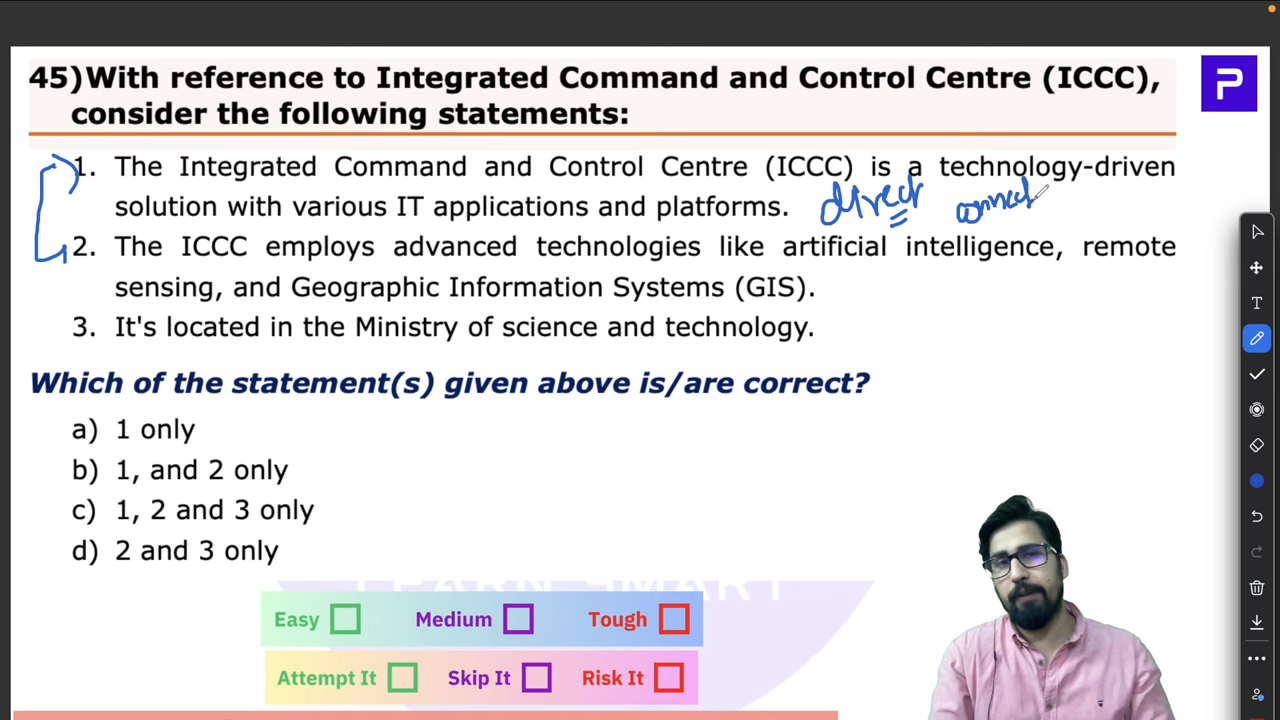 45)With reference to Integrated Command and Control Centre (ICCC),
consider the following statements:
1. The Integrated Command and Control Centre (ICCC) is a technology-driven
solution with various IT applications and platforms. direct connect
2. The ICCC employs advanced technologies like artificial intelligence, remote
sensing, and Geographic Information Systems (GIS).
3. It's located in the Ministry of science and technology.
Which of the statement(s) given above is/are correct?
a) 1 only
b) 1, and 2 only
c) 1, 2 and 3 only
d) 2 and 3 only
LEARN SMART
Easy Medium Tough
Attempt It Skip It Risk It